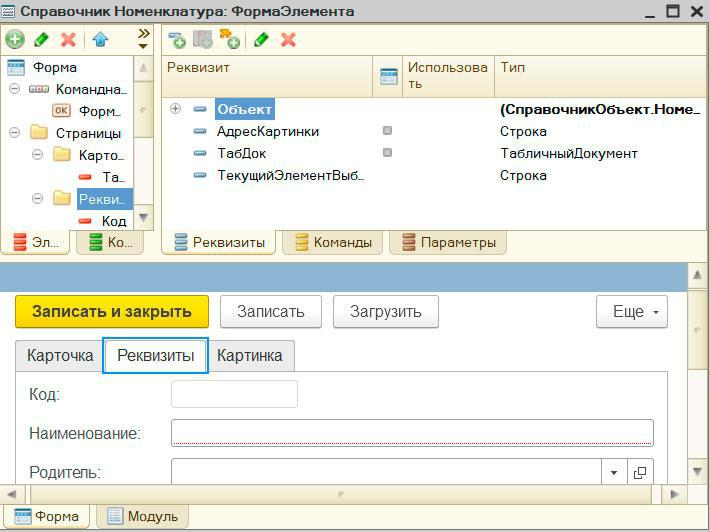 Справочник Номенклатура: ФормаЭлемента
Форма
Командна..
OK Форм...
Страницы
Карто..
Та...
Рекви..
Код
Эл...
Ко...
Реквизит
Использова
ть
Тип
Объект
(СправочникОбъект.Номе...
АдресКартинки
Строка
ТабДок
ТабличныйДокумент
ТекущийЭлементВыб..
Строка
Реквизиты
Команды
Параметры
Записать и закрыть
Записать
Загрузить
Еще
Карточка
Реквизиты
Картинка
Код:
Наименование:
Родитель:
Форма
Модуль